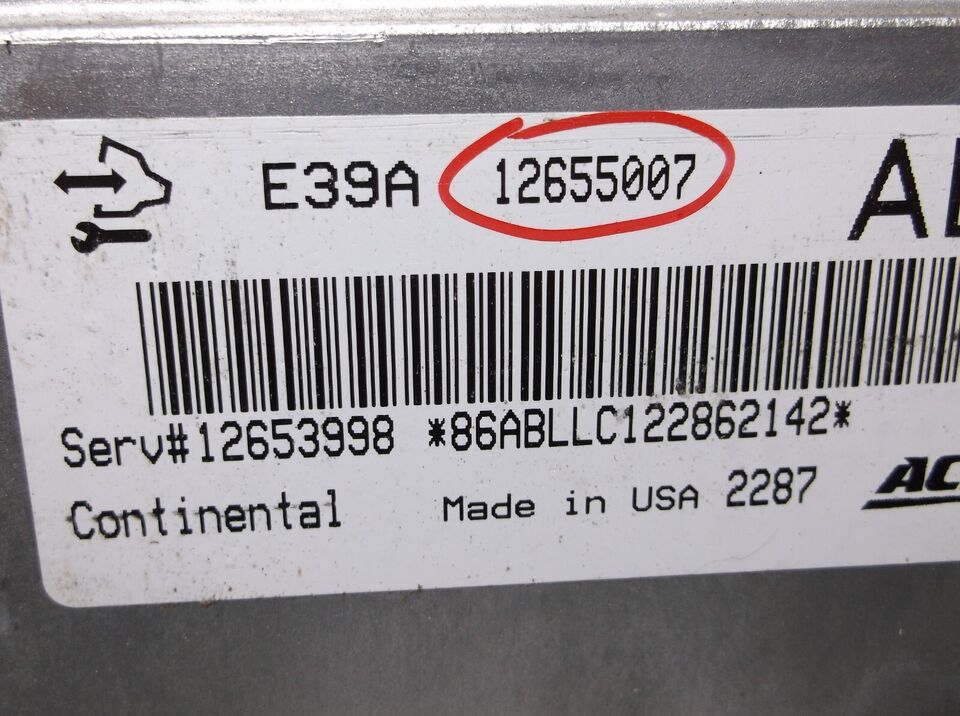 E39A 12655007
Serv#12653998 *86ABLLC122862142*
Continental Made in USA 2287